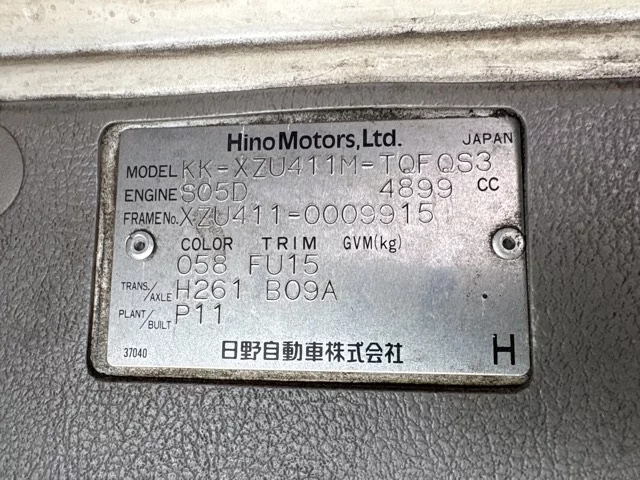 Hino Motors, Ltd. JAPAN
MODEL KK-XZU411M-TQFQS3
ENGINE S05D 4899 CC
FRAME No. XZU411-0009915
COLOR TRIM GVM(kg)
058 FU15
TRANS./AXLE H261 B09A
PLANT/BUILT P11
37040 日野自動車株式会社 H